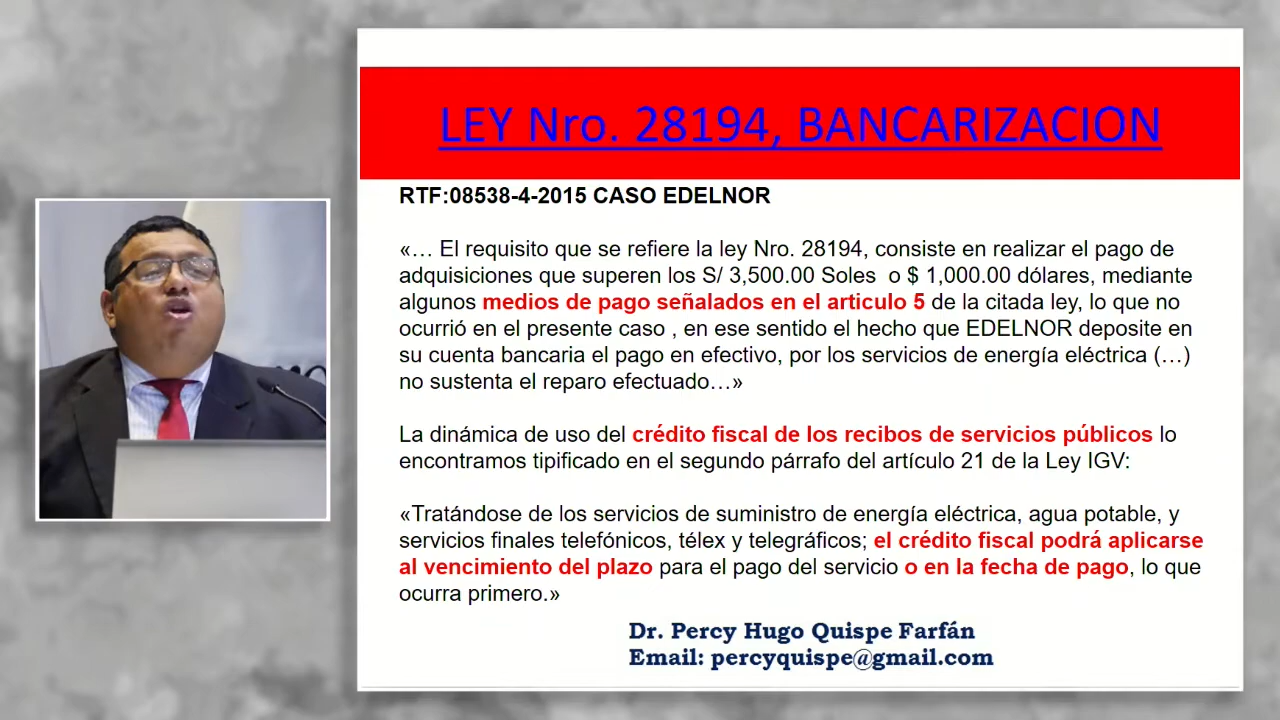 LEY Nro. 28194, BANCARIZACION
RTF:08538-4-2015 CASO EDELNOR
«… El requisito que se refiere la ley Nro. 28194, consiste en realizar el pago de
adquisiciones que superen los S/ 3,500.00 Soles o $ 1,000.00 dólares, mediante
algunos medios de pago señalados en el articulo 5 de la citada ley, lo que no
ocurrió en el presente caso , en ese sentido el hecho que EDELNOR deposite en
su cuenta bancaria el pago en efectivo, por los servicios de energía eléctrica (…)
no sustenta el reparo efectuado…»
La dinámica de uso del crédito fiscal de los recibos de servicios públicos lo
encontramos tipificado en el segundo párrafo del artículo 21 de la Ley IGV:
«Tratándose de los servicios de suministro de energía eléctrica, agua potable, y
servicios finales telefónicos, télex y telegráficos; el crédito fiscal podrá aplicarse
al vencimiento del plazo para el pago del servicio o en la fecha de pago, lo que
ocurra primero.»
Dr. Percy Hugo Quispe Farfán
Email: percyquispe@gmail.com